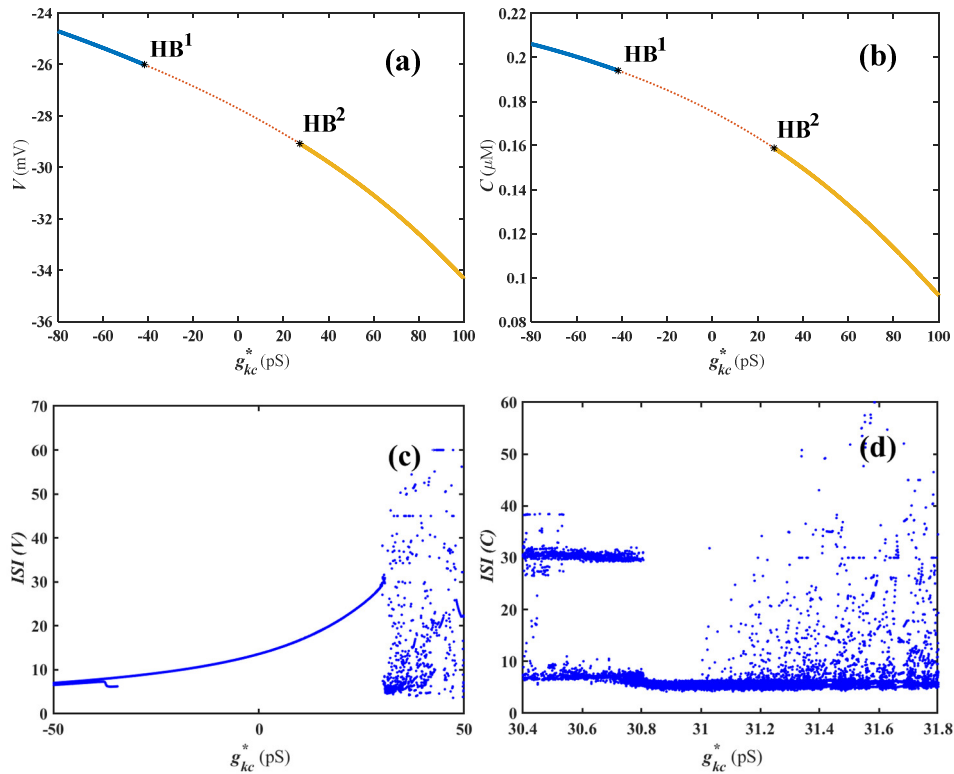 -24
-26
-28
-30
-32
-34
-36
V (mV)
HB¹
HB²
(a)
-80 -60 -40 -20 0 20 40 60 80 100
g*kc (pS)
0.22
0.2
0.18
0.16
0.14
0.12
0.1
0.08
C (μM)
HB¹
HB²
(b)
-80 -60 -40 -20 0 20 40 60 80 100
g*kc (pS)
70
60
50
40
30
20
10
0
ISI (V)
(c)
-50 0 50
g*kc (pS)
60
50
40
30
20
10
0
ISI (C)
(d)
30.4 30.6 30.8 31 31.2 31.4 31.6 31.8
g*kc (pS)